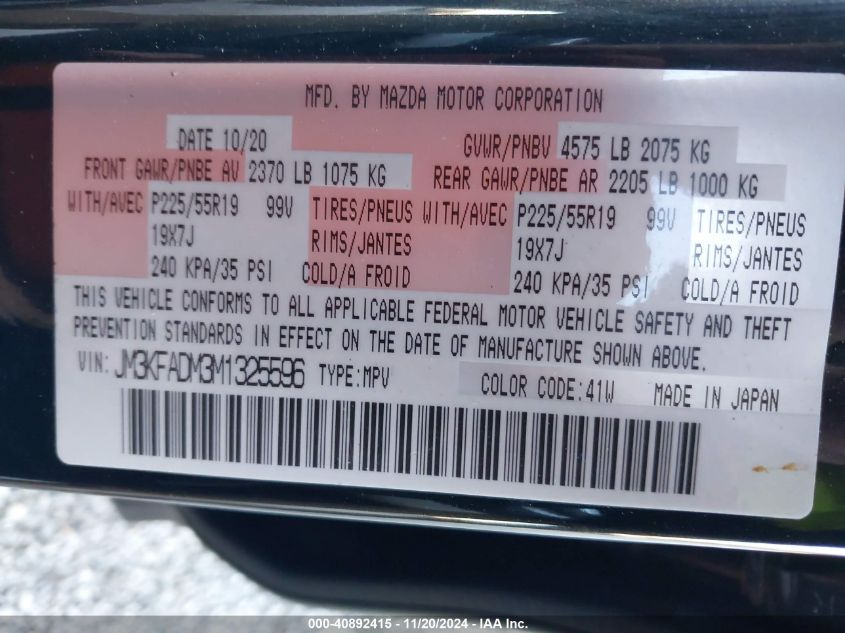 MFD. BY MAZDA MOTOR CORPORATION
DATE 10/20 GVWR/PNBV 4575 LB 2075 KG
FRONT GAWR/PNBE AV 2370 LB 1075 KG REAR GAWR/PNBE AR 2205 LB 1000 KG
WITH/AVEC P225/55R19 99V TIRES/PNEUS WITH/AVEC P225/55R19 99V TIRES/PNEUS
19X7J RIMS/JANTES 19X7J RIMS/JANTES
240 KPA/35 PSI COLD/A FROID 240 KPA/35 PSI COLD/A FROID
THIS VEHICLE CONFORMS TO ALL APPLICABLE FEDERAL MOTOR VEHICLE SAFETY AND THEFT
PREVENTION STANDARDS IN EFFECT ON THE DATE OF MANUFACTURE SHOWN ABOVE.
VIN: JM3KFADM3M1325596 TYPE:MPV COLOR CODE:41W MADE IN JAPAN
000-40892415 - 11/20/2024 - IAA Inc.